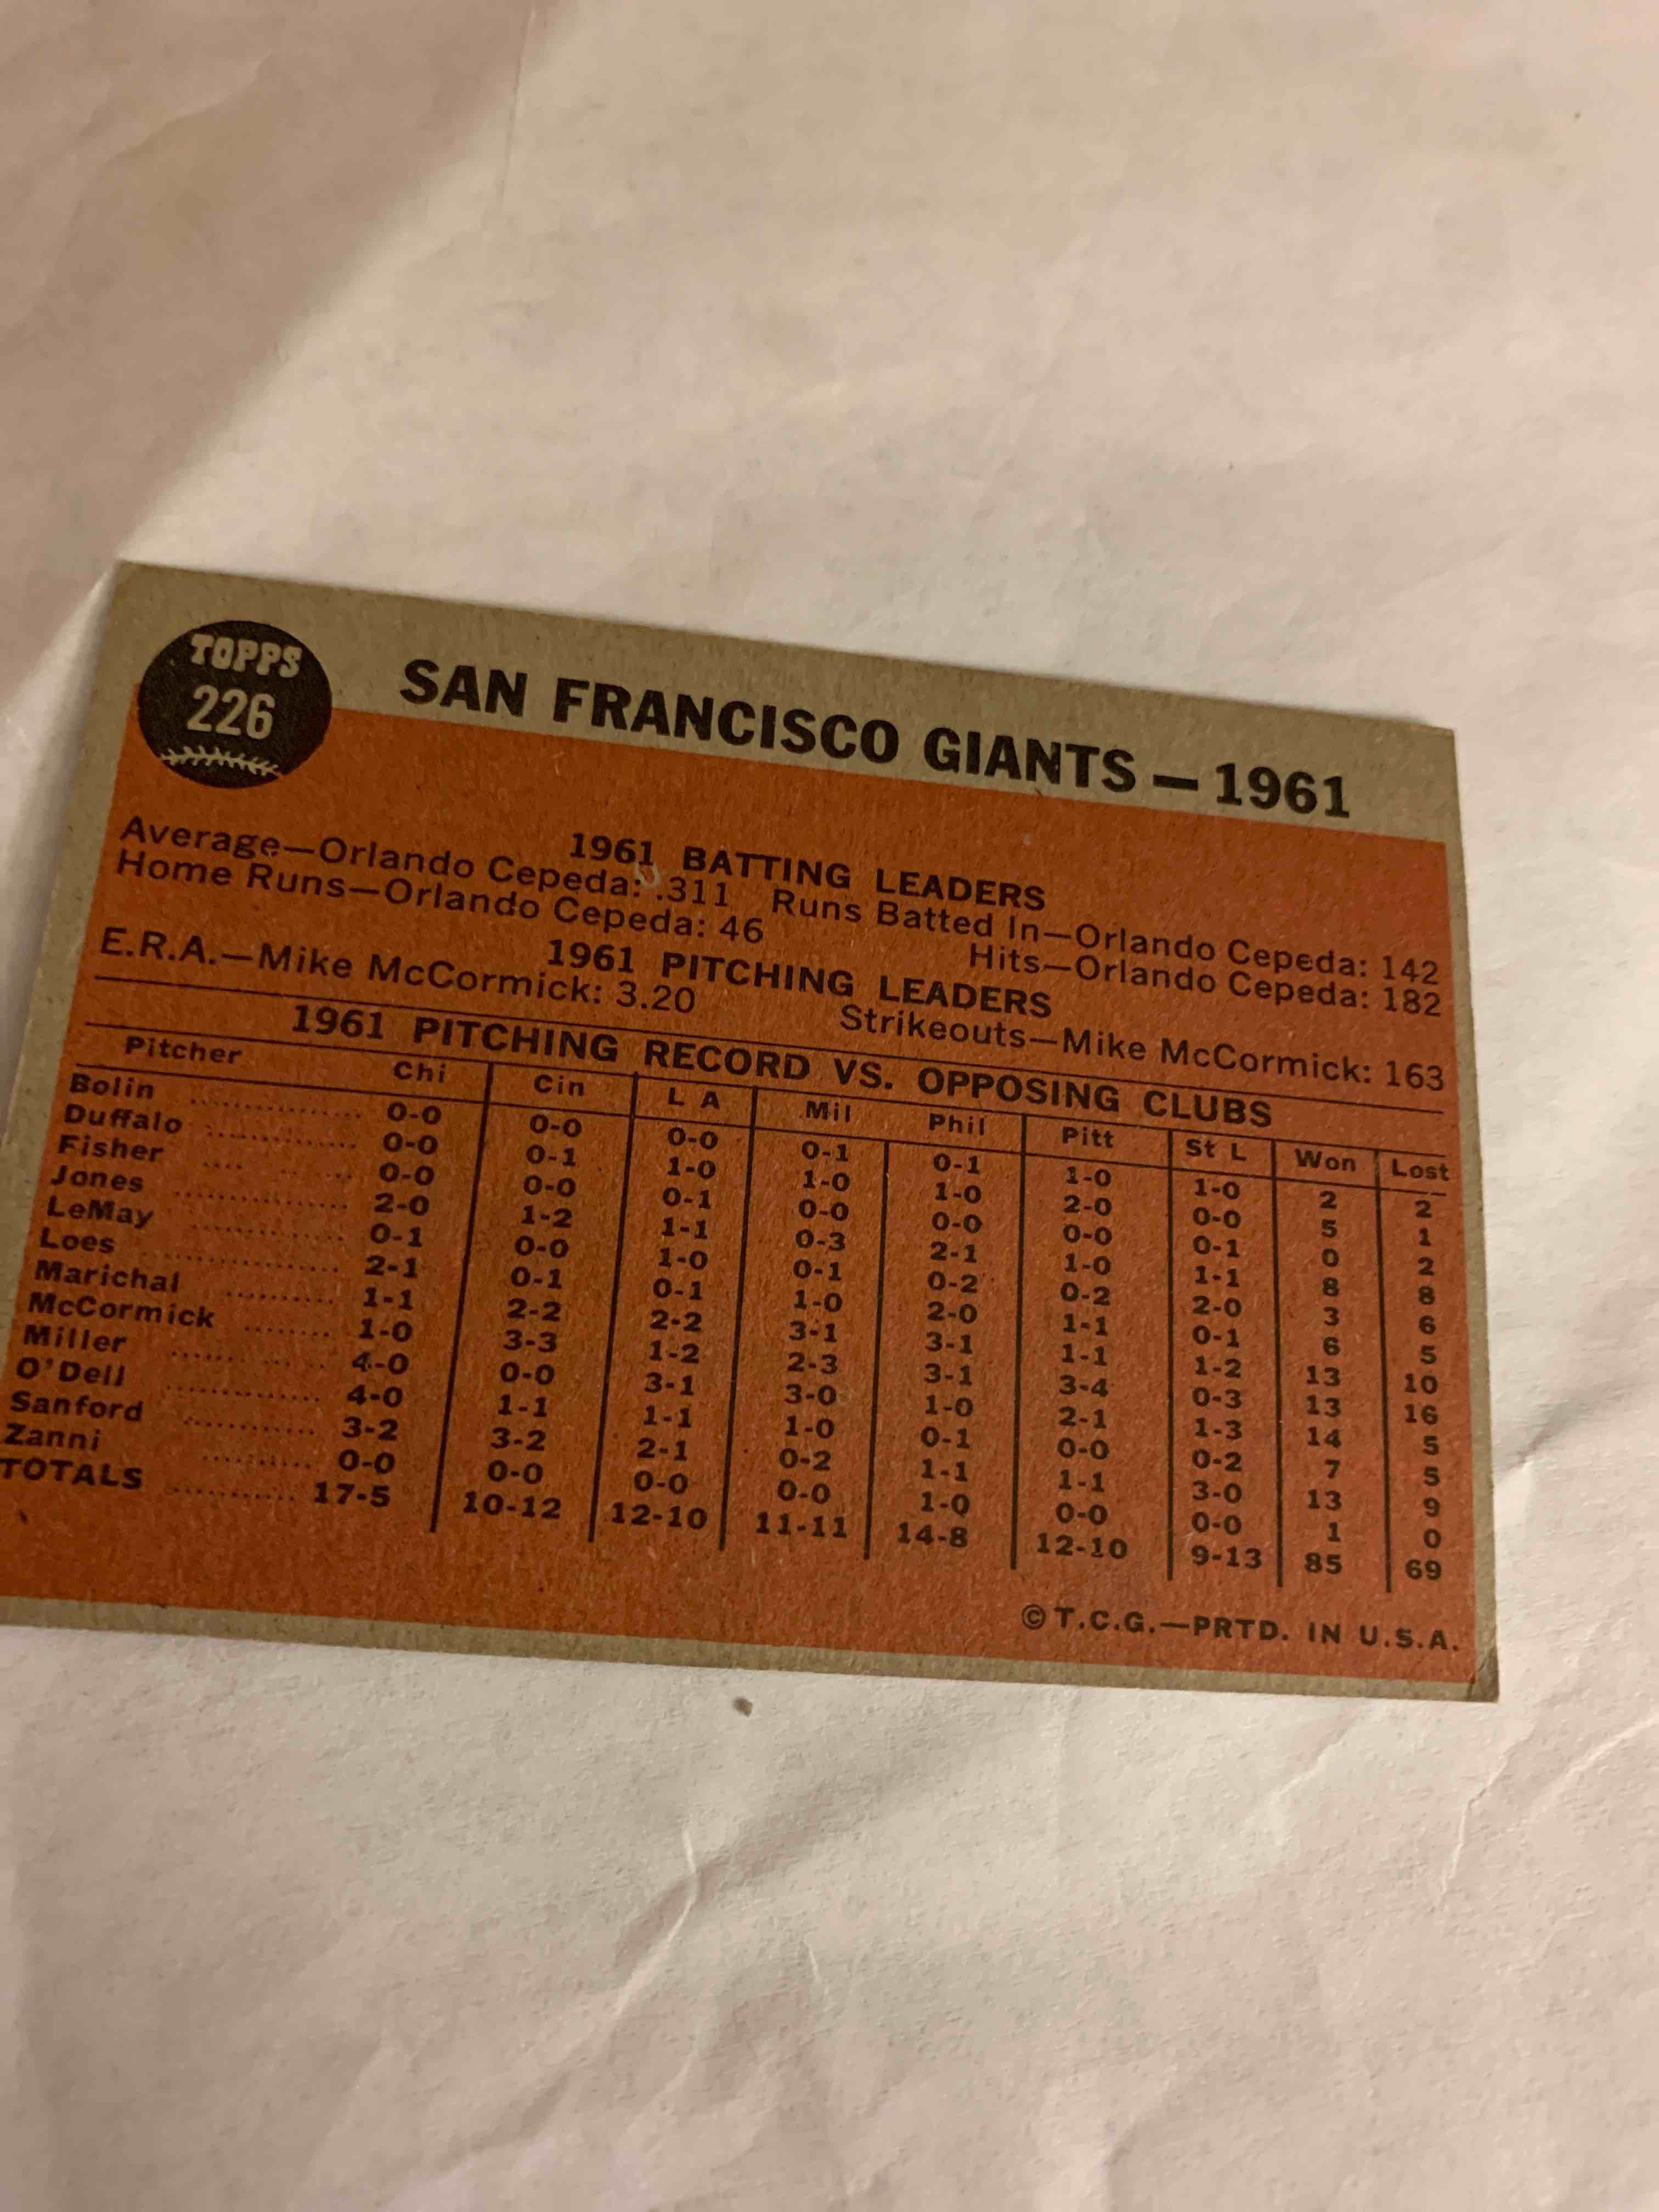 TOPPS
226
SAN FRANCISCO GIANTS — 1961
1961 BATTING LEADERS
Average—Orlando Cepeda: .311 Runs Batted In—Orlando Cepeda: 142
Home Runs—Orlando Cepeda: 46 Hits—Orlando Cepeda: 182
1961 PITCHING LEADERS
E.R.A.—Mike McCormick: 3.20 Strikeouts—Mike McCormick: 163
1961 PITCHING RECORD VS. OPPOSING CLUBS
Pitcher Chi Cin L A Mil Phil Pitt St L Won Lost
Bolin 0-0 0-0 0-0 0-1 0-1 1-0 1-0 2 2
Duffalo 0-0 0-1 1-0 1-0 1-0 2-0 0-0 5 1
Fisher 0-0 0-0 0-1 0-0 0-0 0-0 0-1 0 2
Jones 2-0 1-2 1-1 0-3 2-1 1-0 1-1 8 8
LeMay 0-1 0-0 1-0 0-1 0-2 0-2 2-0 3 6
Loes 2-1 0-1 0-1 1-0 2-0 1-1 0-1 6 5
Marichal 1-1 2-2 2-2 3-1 3-1 1-1 1-2 13 10
McCormick 1-0 3-3 1-2 2-3 3-1 3-4 0-3 13 16
Miller 4-0 0-0 3-1 3-0 1-0 2-1 1-3 14 5
O'Dell 4-0 1-1 1-1 1-0 0-1 0-0 0-2 7 5
Sanford 3-2 3-2 2-1 0-2 1-1 1-1 3-0 13 9
Zanni 0-0 0-0 0-0 0-0 1-0 0-0 0-0 1 0
TOTALS 17-5 10-12 12-10 11-11 14-8 12-10 9-13 85 69
© T.C.G.—PRTD. IN U.S.A.